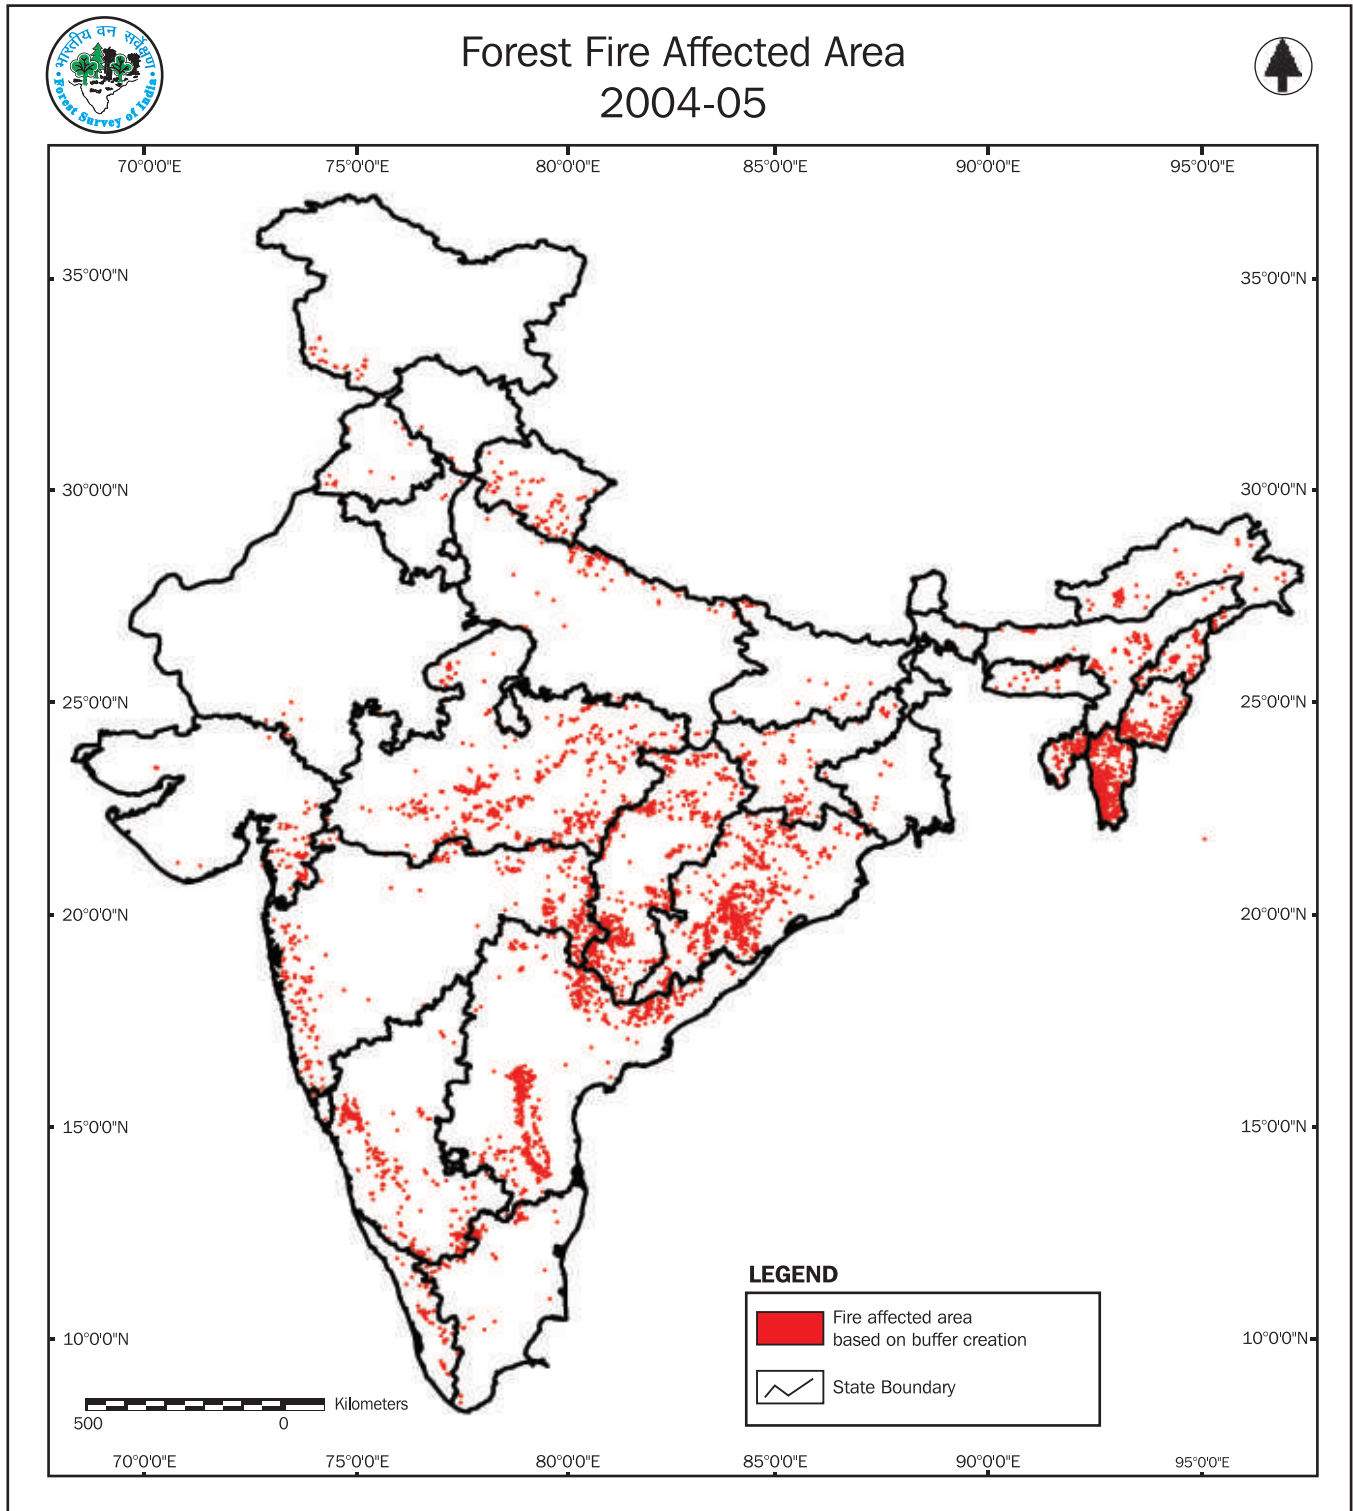 भारतीय वन सर्वेक्षण
Forest Survey of India
Forest Fire Affected Area
2004-05
70°0'0"E 75°0'0"E 80°0'0"E 85°0'0"E 90°0'0"E 95°0'0"E
35°0'0"N 35°0'0"N
30°0'0"N 30°0'0"N
25°0'0"N 25°0'0"N
20°0'0"N 20°0'0"N
15°0'0"N 15°0'0"N
10°0'0"N 10°0'0"N
LEGEND
Fire affected area
based on buffer creation
State Boundary
Kilometers
500 0
70°0'0"E 75°0'0"E 80°0'0"E 85°0'0"E 90°0'0"E 95°0'0"E